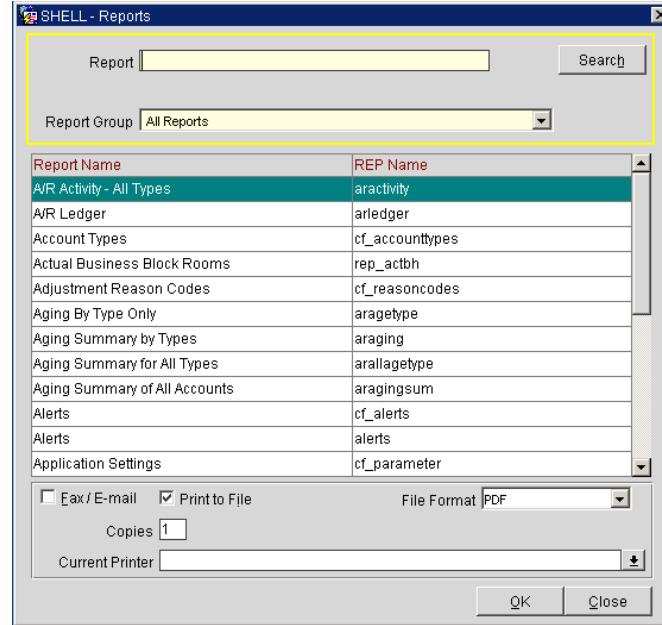 SHELL - Reports
Report
Search
Report Group All Reports
Report Name REP Name
A/R Activity - All Types aractivity
A/R Ledger arledger
Account Types cf_accounttypes
Actual Business Block Rooms rep_actbh
Adjustment Reason Codes cf_reasoncodes
Aging By Type Only aragetype
Aging Summary by Types araging
Aging Summary for All Types arallagetype
Aging Summary of All Accounts aragingsum
Alerts cf_alerts
Alerts alerts
Application Settings cf_parameter
Fax / E-mail Print to File File Format PDF
Copies 1
Current Printer
OK Close